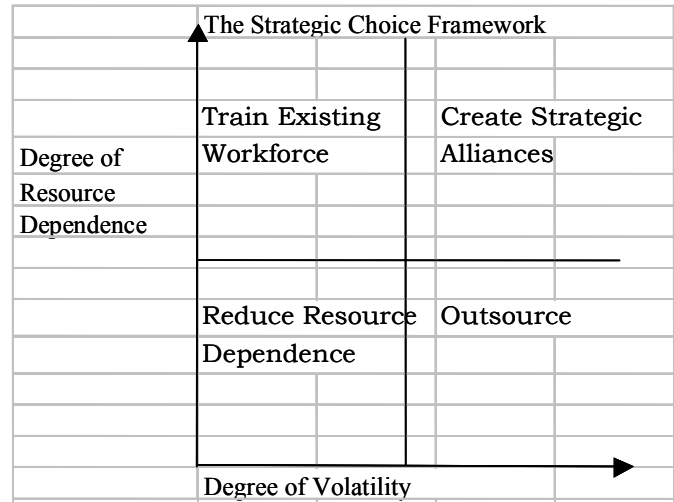 The Strategic Choice Framework
Train Existing
Workforce
Create Strategic
Alliances
Degree of
Resource
Dependence
Reduce Resource
Dependence
Outsource
Degree of Volatility